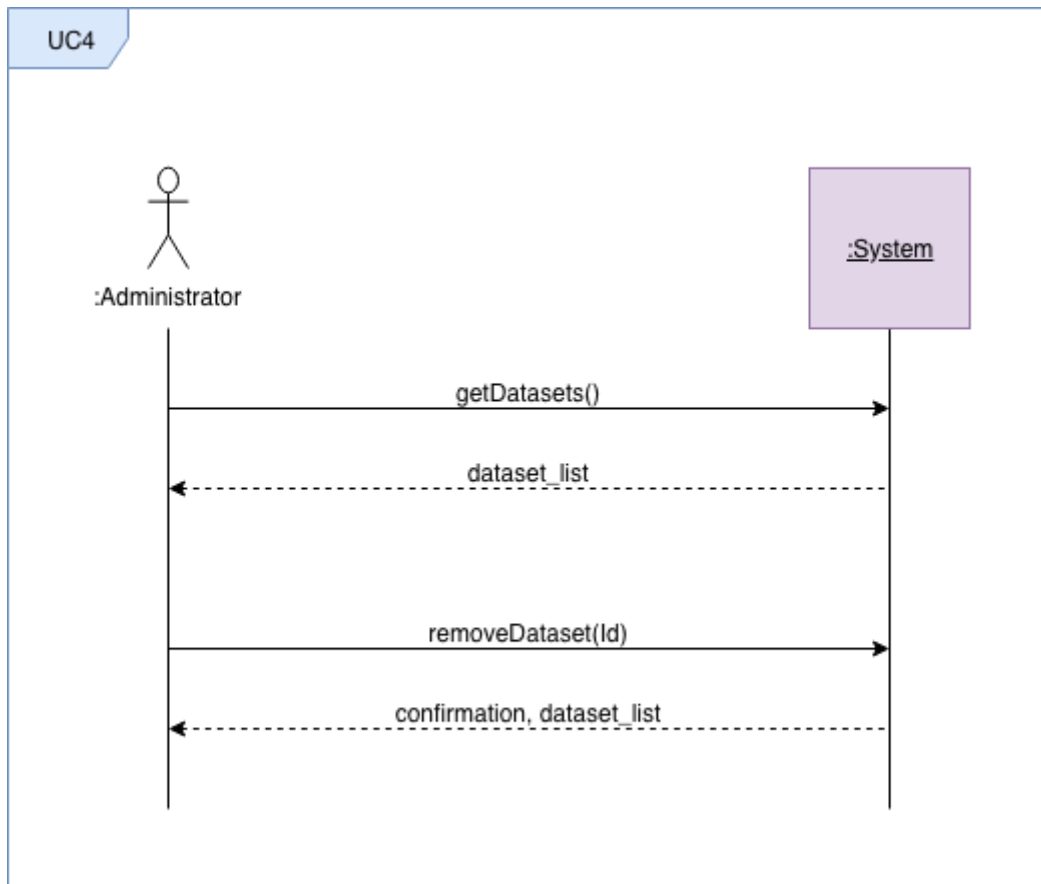 UC4
:Administrator
:System
getDatasets()
dataset_list
removeDataset(Id)
confirmation, dataset_list